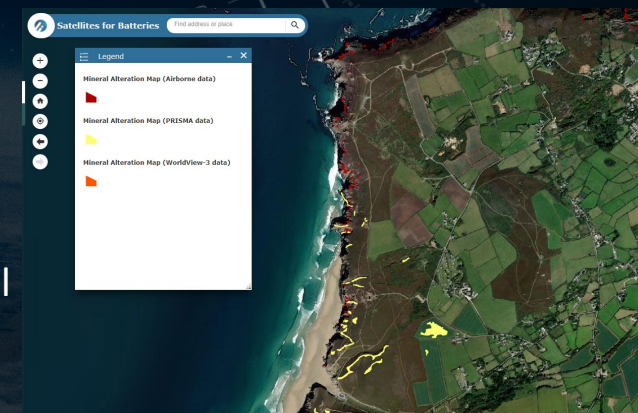 Satellites for Batteries
Find address or place
Legend
Mineral Alteration Map (Airborne data)
Mineral Alteration Map (PRISMA data)
Mineral Alteration Map (WorldView-3 data)